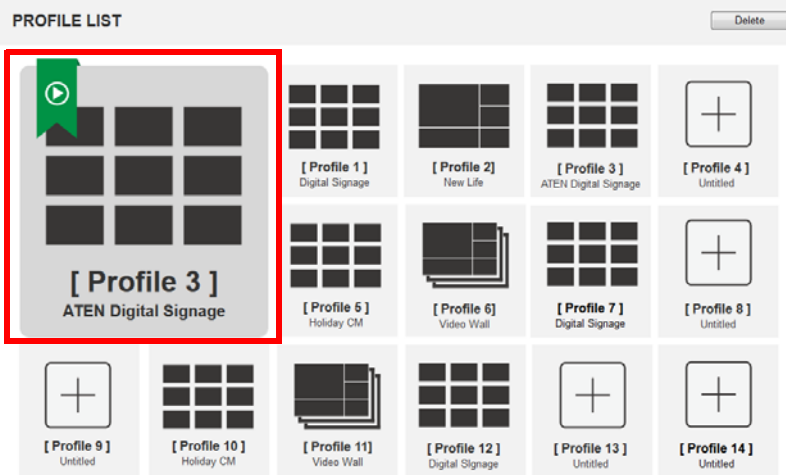 PROFILE LIST
Delete
[ Profile 3 ]
ATEN Digital Signage
[ Profile 1 ]
Digital Signage
[ Profile 2]
New Life
[ Profile 3 ]
ATEN Digital Signage
[ Profile 4 ]
Untitled
[ Profile 5 ]
Holiday CM
[ Profile 6]
Video Wall
[ Profile 7 ]
Digital Signage
[ Profile 8 ]
Untitled
[ Profile 9 ]
Untitled
[ Profile 10 ]
Holiday CM
[ Profile 11]
Video Wall
[ Profile 12 ]
Digital SIgnage
[ Profile 13 ]
Untitled
[ Profile 14 ]
Untitled